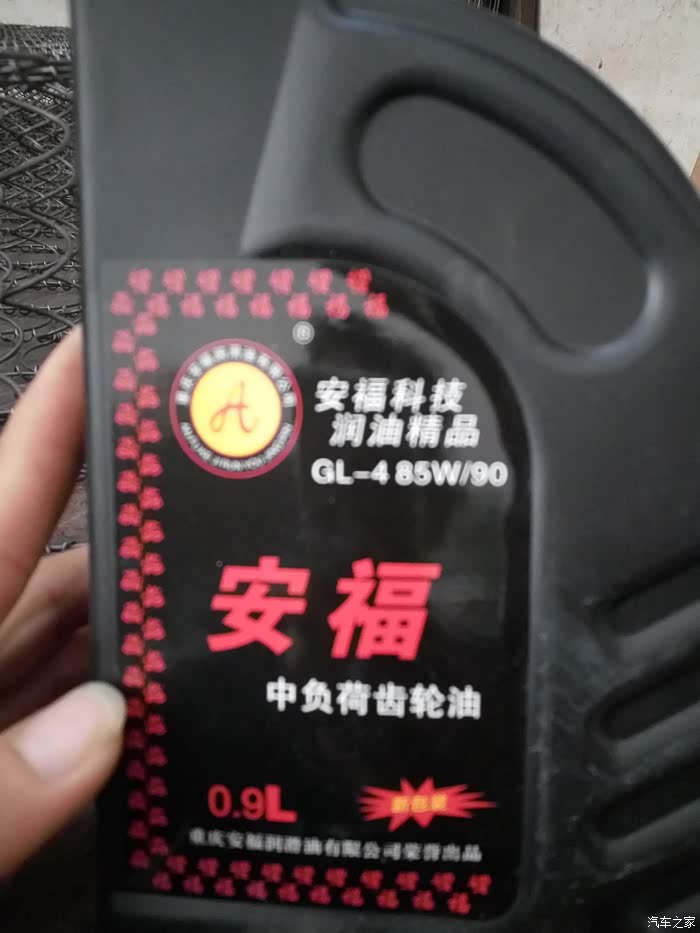 ®
安福科技
润油精品
GL-4 85W/90
安福
中负荷齿轮油
0.9L
新包装
重庆安福润滑油有限公司荣誉出品
汽车之家